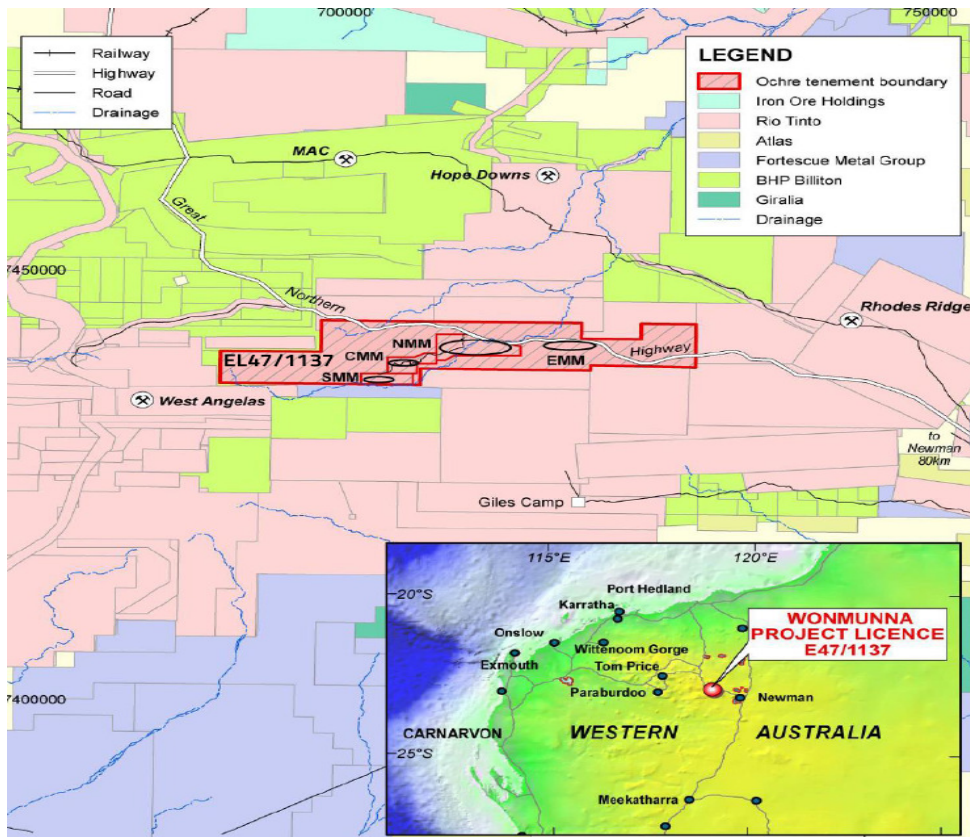 700000
750000
Railway
Highway
Road
Drainage
LEGEND
Ochre tenement boundary
Iron Ore Holdings
Rio Tinto
Atlas
Fortescue Metal Group
BHP Billiton
Giralia
Drainage
MAC
Hope Downs
Great
7450000
Northern
Rhodes Ridge
NMM
EL47/1137
CMM
EMM
Highway
SMM
West Angelas
to
Newman
80km
Giles Camp
115°E
120°E
Port Hedland
-20°S
Karratha
WONMUNNA
PROJECT LICENCE
E47/1137
Onslow
Wittenoom Gorge
Exmouth
Tom Price
7400000
Paraburdoo
Newman
CARNARVON
WESTERN
AUSTRALIA
-25°S
Meekatharra